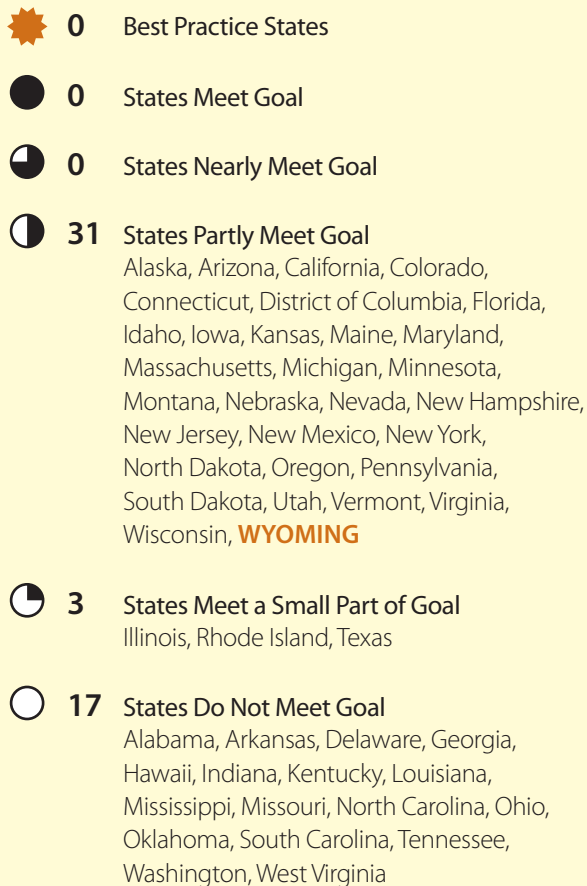 0 Best Practice States
0 States Meet Goal
0 States Nearly Meet Goal
31 States Partly Meet Goal
Alaska, Arizona, California, Colorado,
Connecticut, District of Columbia, Florida,
Idaho, Iowa, Kansas, Maine, Maryland,
Massachusetts, Michigan, Minnesota,
Montana, Nebraska, Nevada, New Hampshire,
New Jersey, New Mexico, New York,
North Dakota, Oregon, Pennsylvania,
South Dakota, Utah, Vermont, Virginia,
Wisconsin, WYOMING
3 States Meet a Small Part of Goal
Illinois, Rhode Island, Texas
17 States Do Not Meet Goal
Alabama, Arkansas, Delaware, Georgia,
Hawaii, Indiana, Kentucky, Louisiana,
Mississippi, Missouri, North Carolina, Ohio,
Oklahoma, South Carolina, Tennessee,
Washington, West Virginia